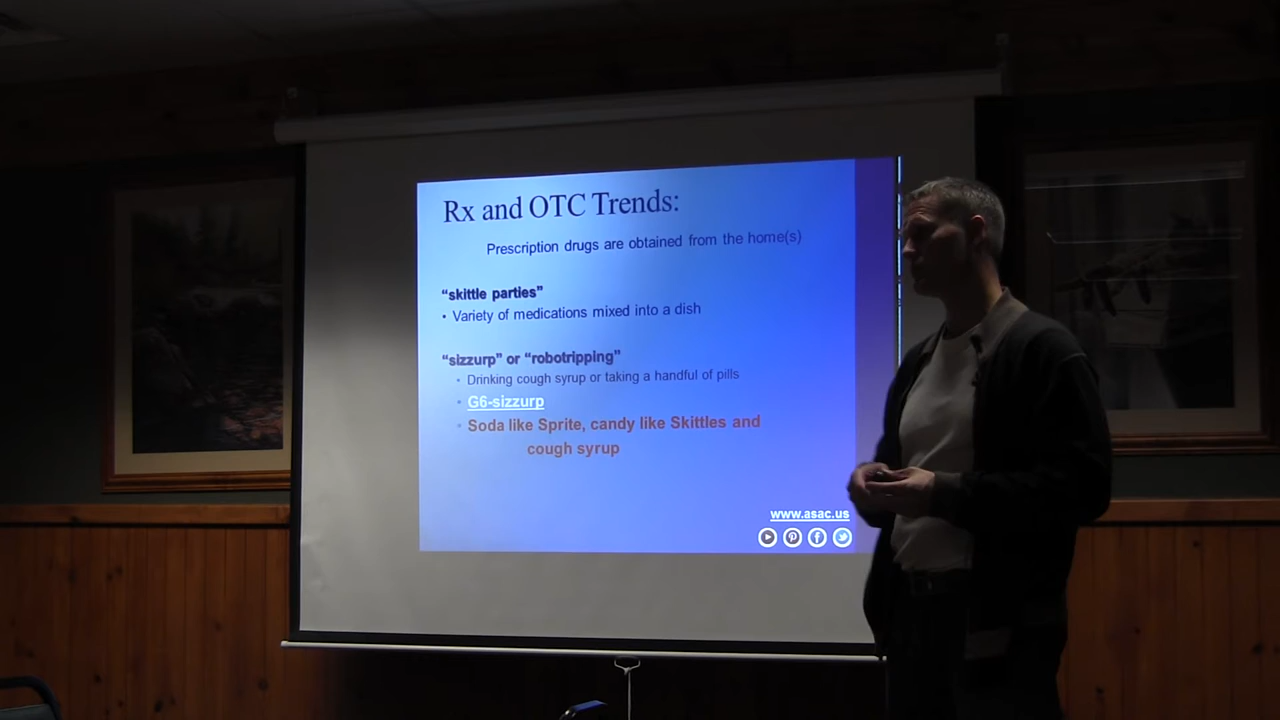 Rx and OTC Trends:
Prescription drugs are obtained from the home(s)
“skittle parties”
• Variety of medications mixed into a dish
“sizzurp” or “robotripping”
• Drinking cough syrup or taking a handful of pills
• G6-sizzurp
• Soda like Sprite, candy like Skittles and
cough syrup
www.asac.us